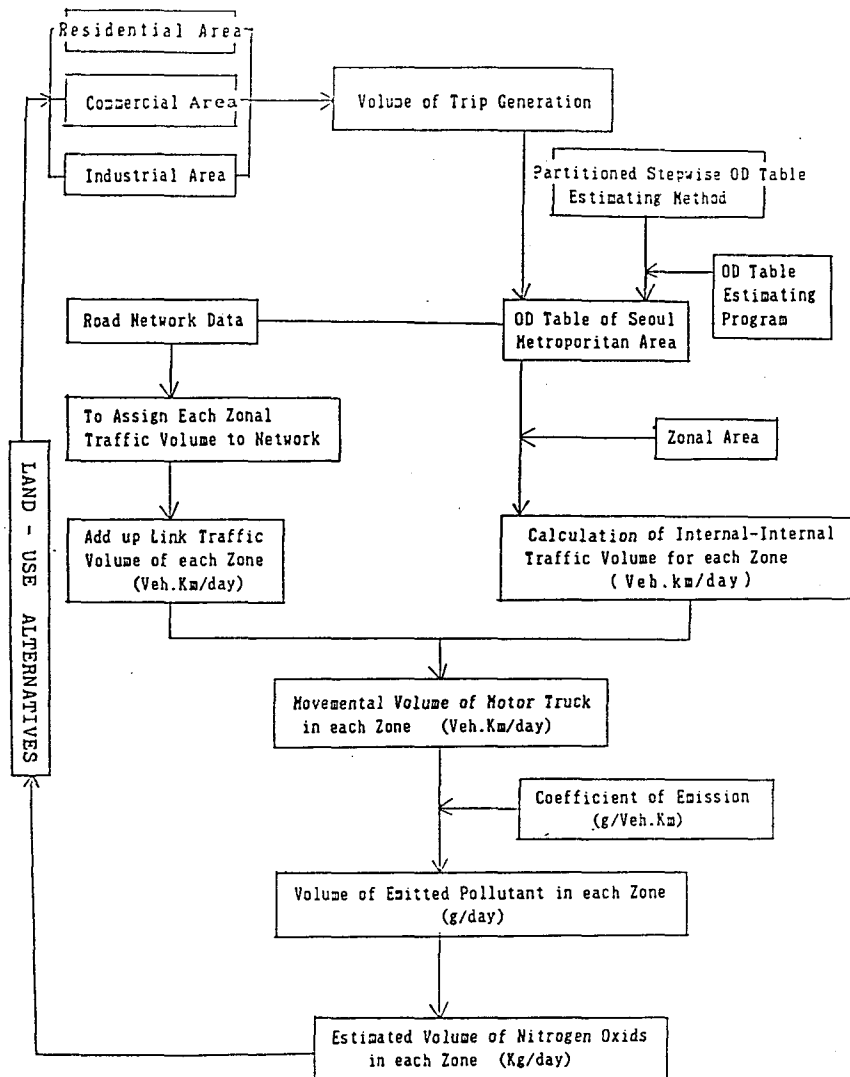 Residential Area
Commercial Area
Industrial Area
Volume of Trip Generation
Partitioned Stepwise OD Table
Estimating Method
OD Table
Estimating
Program
Road Network Data
OD Table of Seoul
Metroporitan Area
To Assign Each Zonal
Traffic Volume to Network
Zonal Area
Add up Link Traffic
Volume of each Zone
(Veh.Km/day)
Calculation of Internal-Internal
Traffic Volume for each Zone
(Veh.km/day)
LAND - USE ALTERNATIVES
Movemental Volume of Motor Truck
in each Zone (Veh.Km/day)
Coefficient of Emission
(g/Veh.Km)
Volume of Emitted Pollutant in each Zone
(g/day)
Estimated Volume of Nitrogen Oxids
in each Zone (Kg/day)